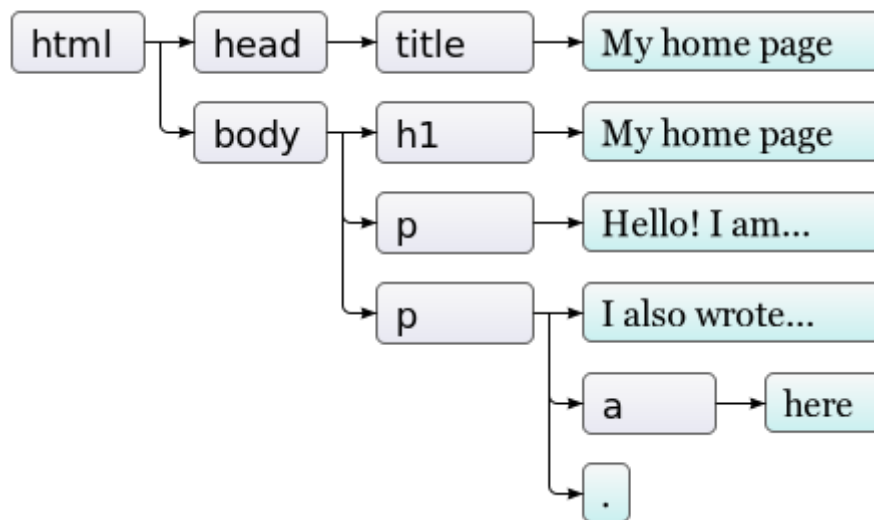 html head title My home page
body h1 My home page
p Hello! I am...
p I also wrote...
a here
.